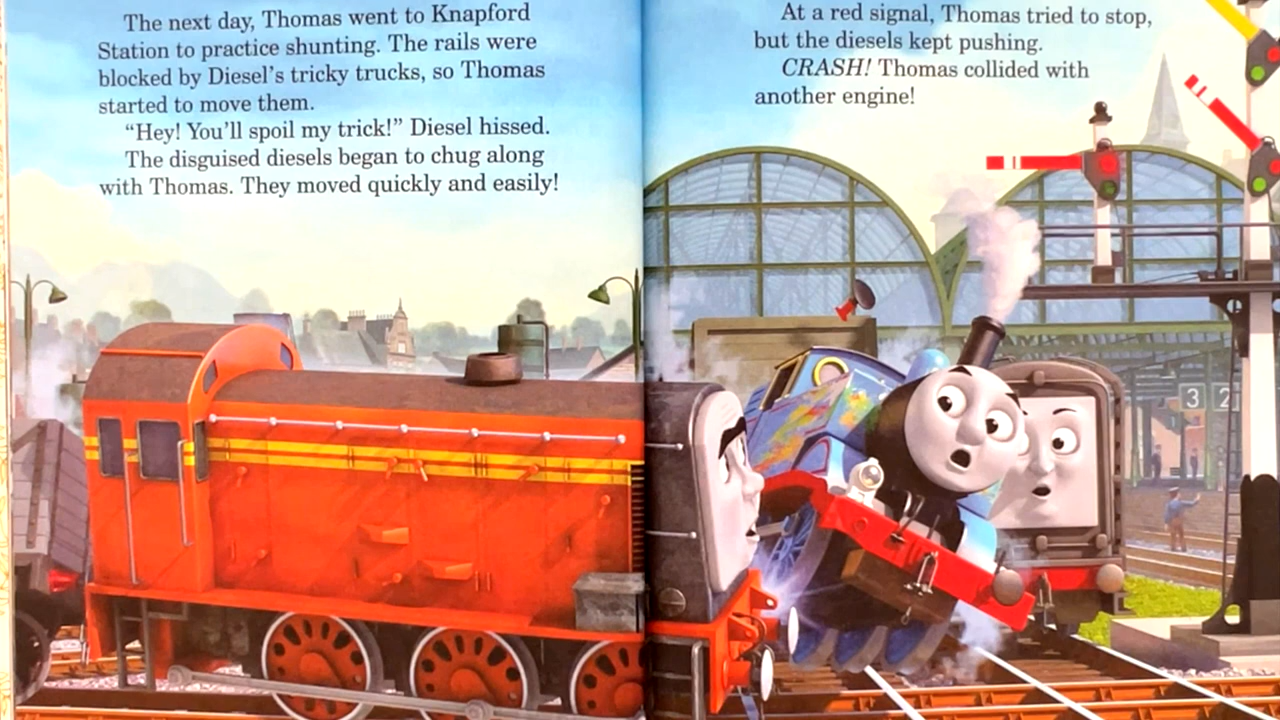 The next day, Thomas went to Knapford
Station to practice shunting. The rails were
blocked by Diesel's tricky trucks, so Thomas
started to move them.
"Hey! You'll spoil my trick!" Diesel hissed.
The disguised diesels began to chug along
with Thomas. They moved quickly and easily!
At a red signal, Thomas tried to stop,
but the diesels kept pushing.
CRASH! Thomas collided with
another engine!
3 2